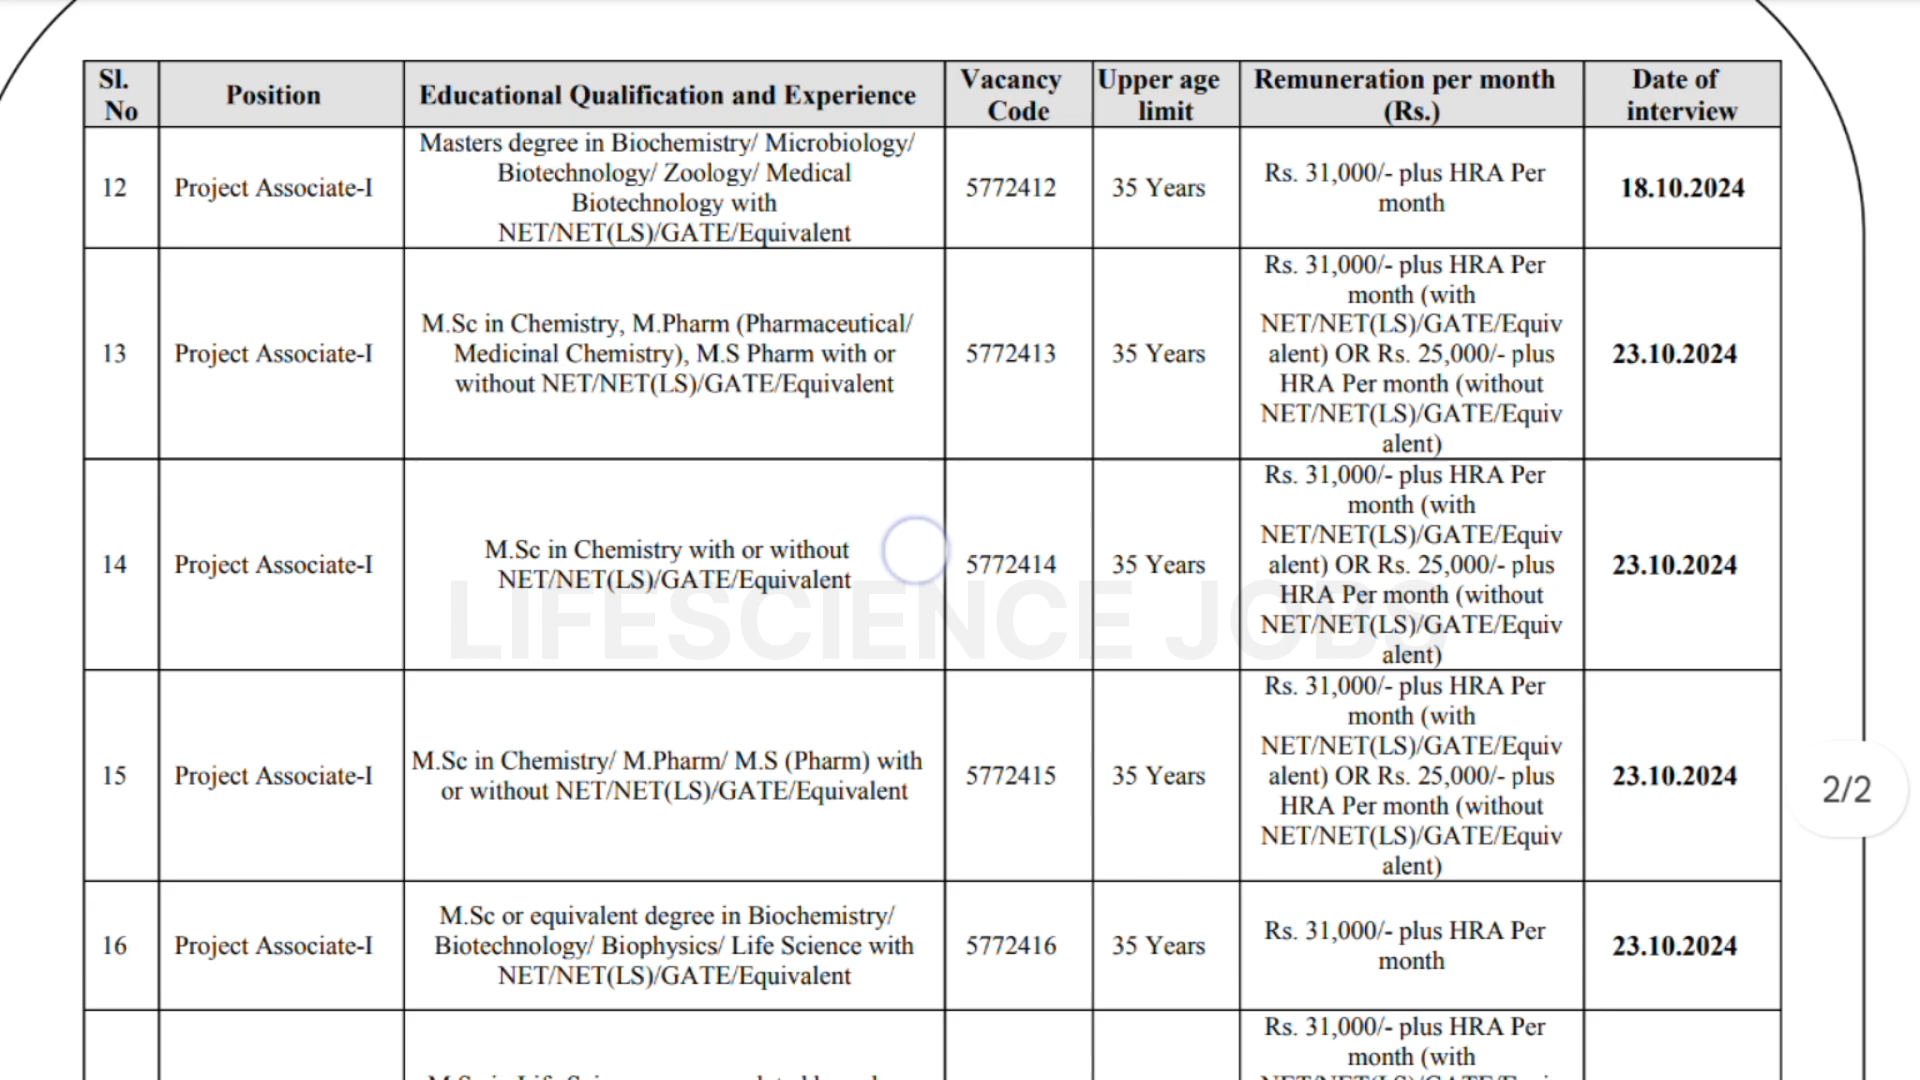 Sl. No
Position
Educational Qualification and Experience
Vacancy
Code
Upper age
limit
Remuneration per month
(Rs.)
Date of
interview
12
Project Associate-I
Masters degree in Biochemistry/ Microbiology/
Biotechnology/ Zoology/ Medical
Biotechnology with
NET/NET(LS)/GATE/Equivalent
5772412
35 Years
Rs. 31,000/- plus HRA Per
month
18.10.2024
13
Project Associate-I
M.Sc in Chemistry, M.Pharm (Pharmaceutical/
Medicinal Chemistry), M.S Pharm with or
without NET/NET(LS)/GATE/Equivalent
5772413
35 Years
Rs. 31,000/- plus HRA Per
month (with
NET/NET(LS)/GATE/Equiv
alent) OR Rs. 25,000/- plus
HRA Per month (without
NET/NET(LS)/GATE/Equiv
alent)
23.10.2024
14
Project Associate-I
M.Sc in Chemistry with or without
NET/NET(LS)/GATE/Equivalent
5772414
35 Years
Rs. 31,000/- plus HRA Per
month (with
NET/NET(LS)/GATE/Equiv
alent) OR Rs. 25,000/- plus
HRA Per month (without
NET/NET(LS)/GATE/Equiv
alent)
23.10.2024
LIFESCIENCE JOBS
15
Project Associate-I
M.Sc in Chemistry/ M.Pharm/ M.S (Pharm) with
or without NET/NET(LS)/GATE/Equivalent
5772415
35 Years
Rs. 31,000/- plus HRA Per
month (with
NET/NET(LS)/GATE/Equiv
alent) OR Rs. 25,000/- plus
HRA Per month (without
NET/NET(LS)/GATE/Equiv
alent)
23.10.2024
2/2
16
Project Associate-I
M.Sc or equivalent degree in Biochemistry/
Biotechnology/ Biophysics/ Life Science with
NET/NET(LS)/GATE/Equivalent
5772416
35 Years
Rs. 31,000/- plus HRA Per
month
23.10.2024
Rs. 31,000/- plus HRA Per
month (with